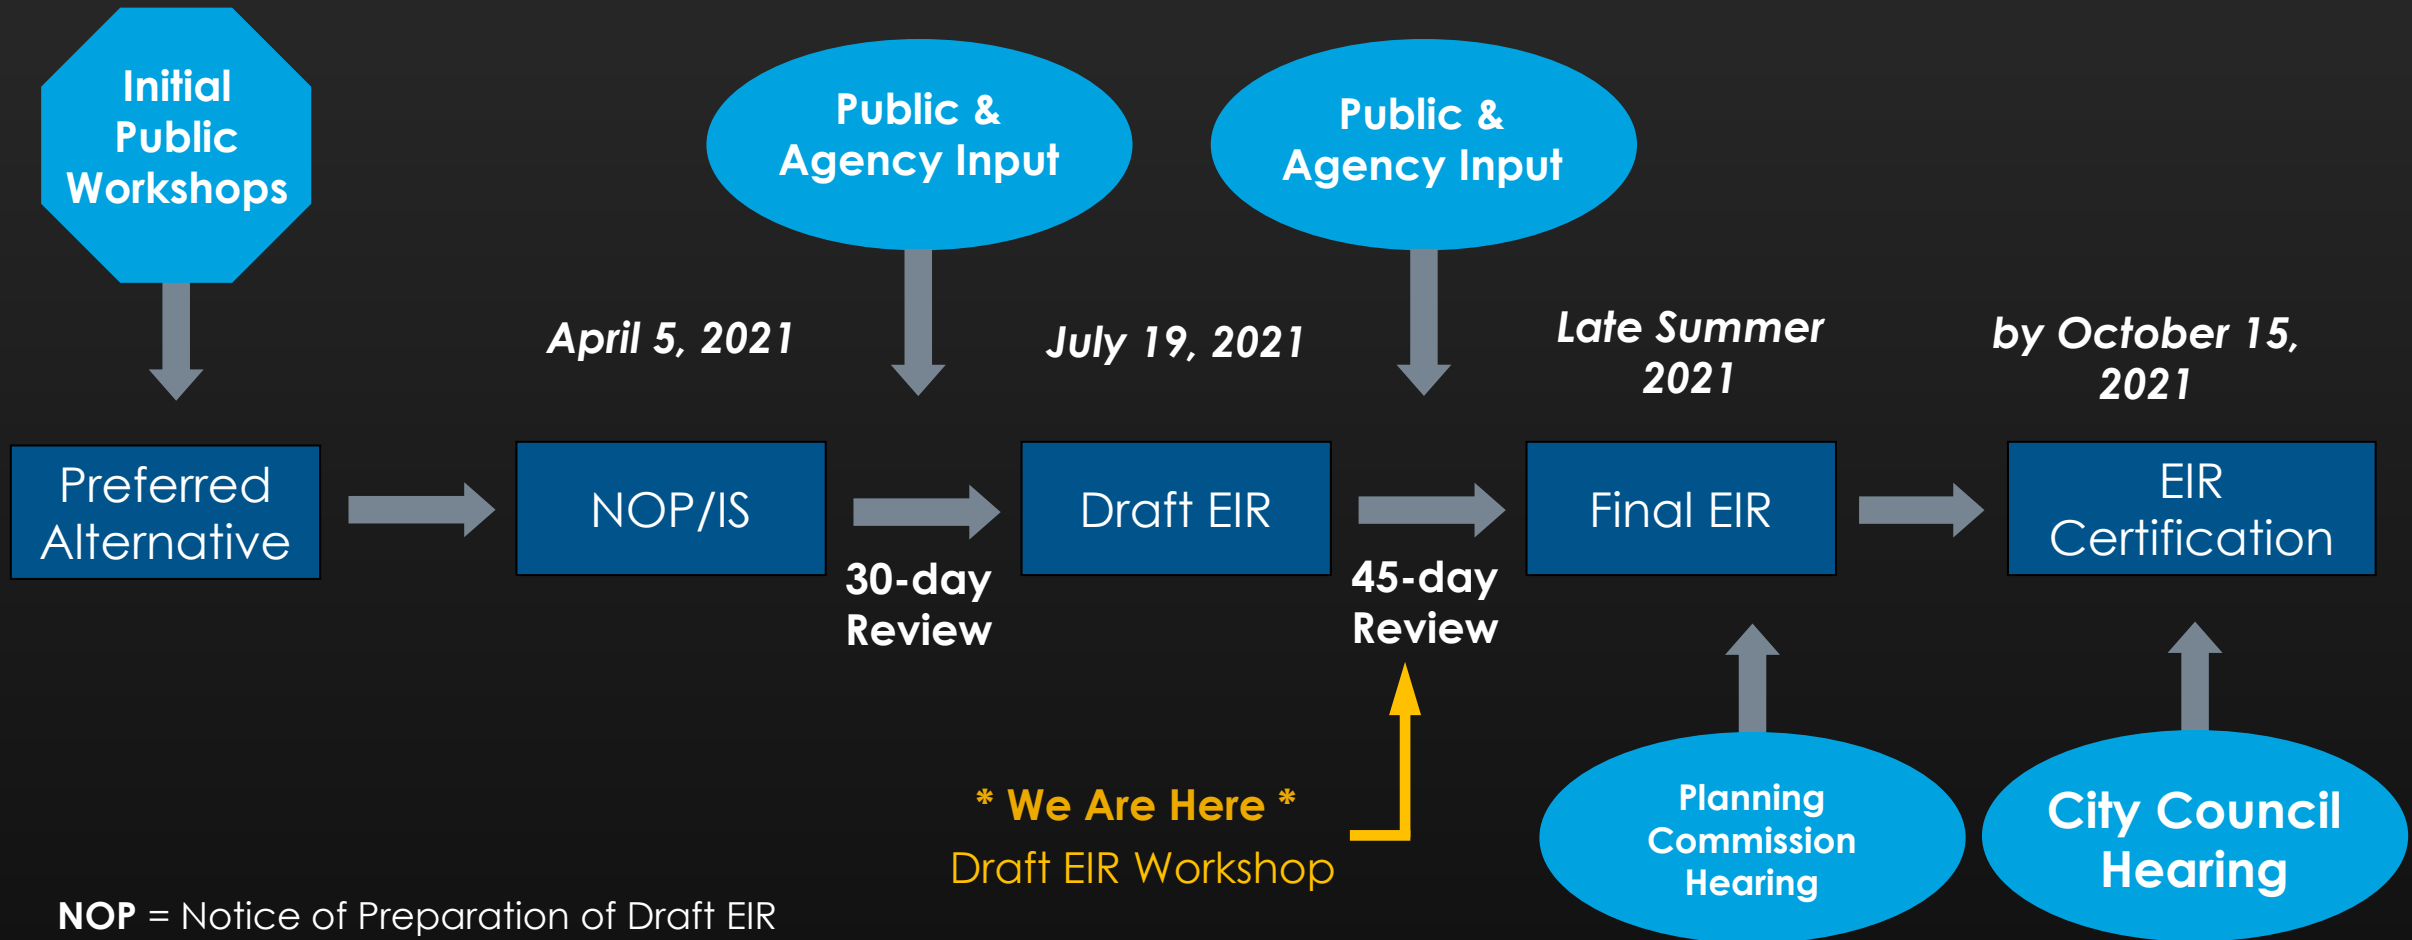 Initial
Public
Workshops
Public &
Agency Input
Public &
Agency Input
April 5, 2021
July 19, 2021
Late Summer
2021
by October 15,
2021
Preferred
Alternative
NOP/IS
Draft EIR
Final EIR
EIR
Certification
30-day
Review
45-day
Review
* We Are Here *
Draft EIR Workshop
Planning
Commission
Hearing
City Council
Hearing
NOP = Notice of Preparation of Draft EIR